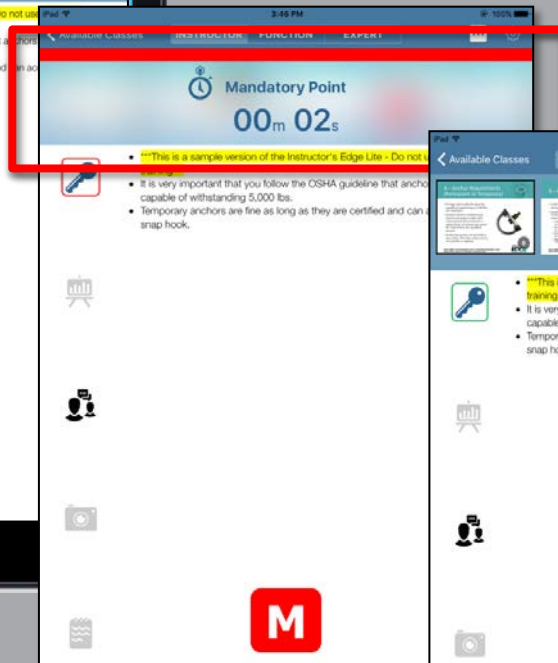 Do not use
anchors
iPad
3:46 PM
100%
Available Classes
INSTRUCTOR FUNCTION EXPERT
Mandatory Point
00m 02s
***This is a sample version of the Instructor's Edge Lite - Do not u
training
It is very important that you follow the OSHA guideline that ancho
capable of withstanding 5,000 lbs.
Temporary anchors are fine as long as they are certified and can a
snap hook.
M
iPad
Available Classes
***This
training
It is very
capable
Tempor
snap ho